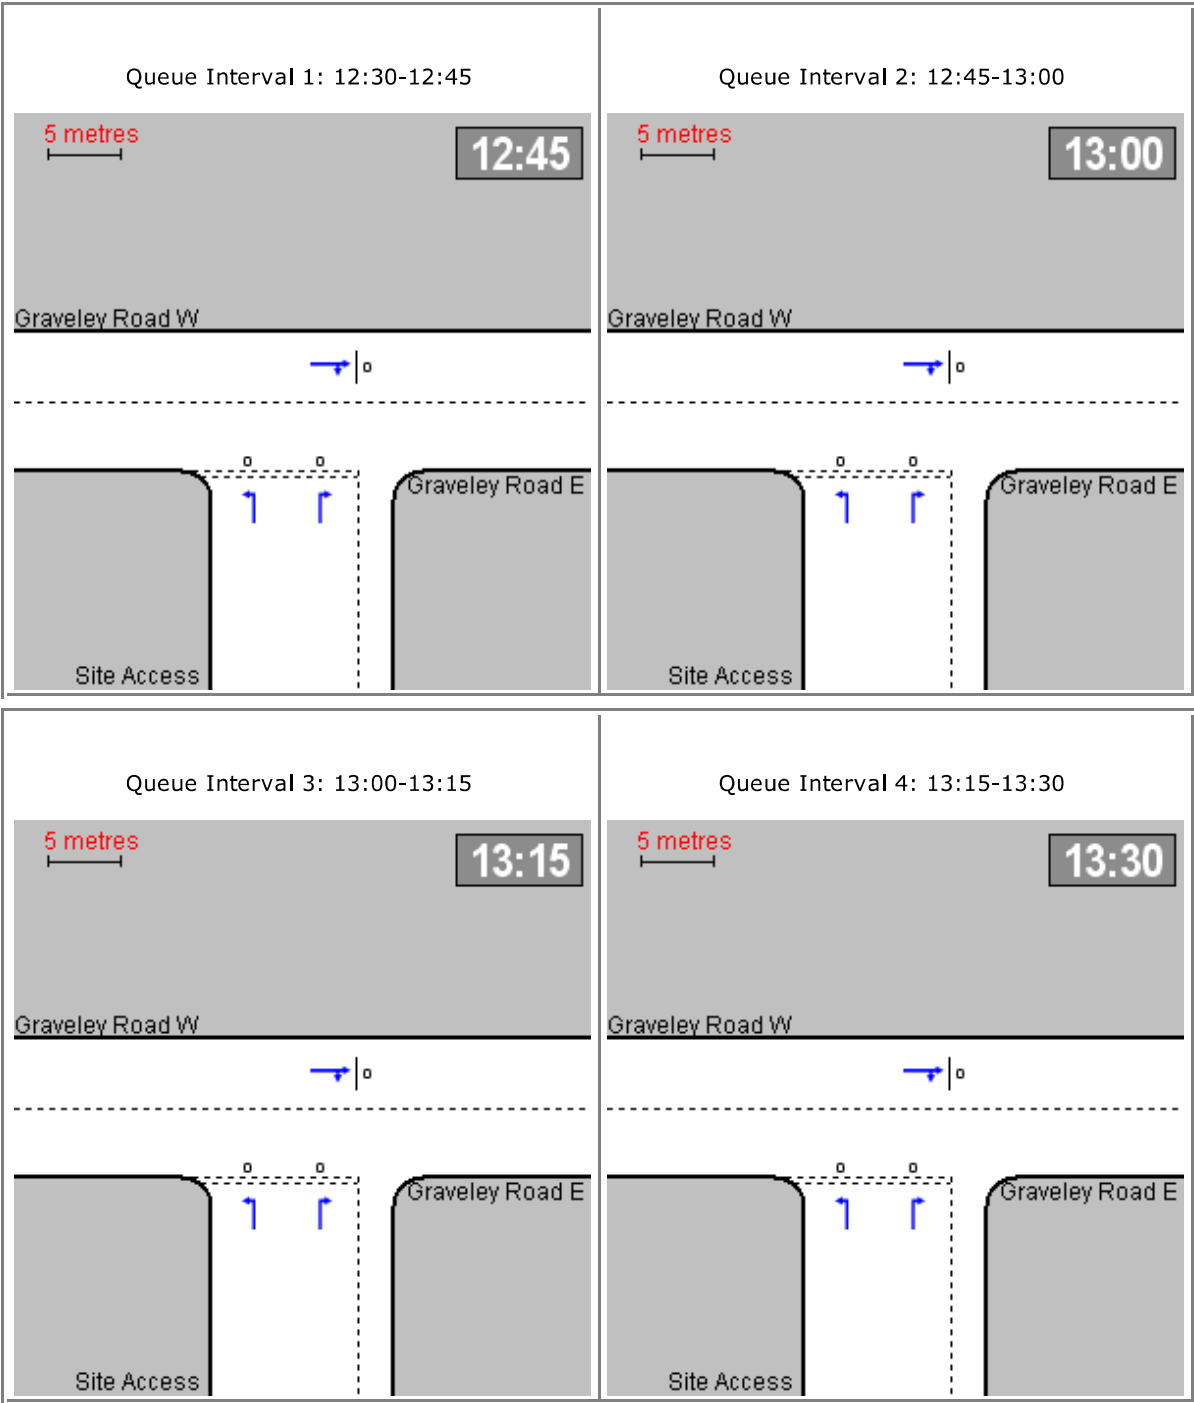 Queue Interval 1: 12:30-12:45
5 metres
12:45
Graveley Road W
0
0 0
Graveley Road E
Site Access
Queue Interval 2: 12:45-13:00
5 metres
13:00
Graveley Road W
0
0 0
Graveley Road E
Site Access
Queue Interval 3: 13:00-13:15
5 metres
13:15
Graveley Road W
0
0 0
Graveley Road E
Site Access
Queue Interval 4: 13:15-13:30
5 metres
13:30
Graveley Road W
0
0 0
Graveley Road E
Site Access